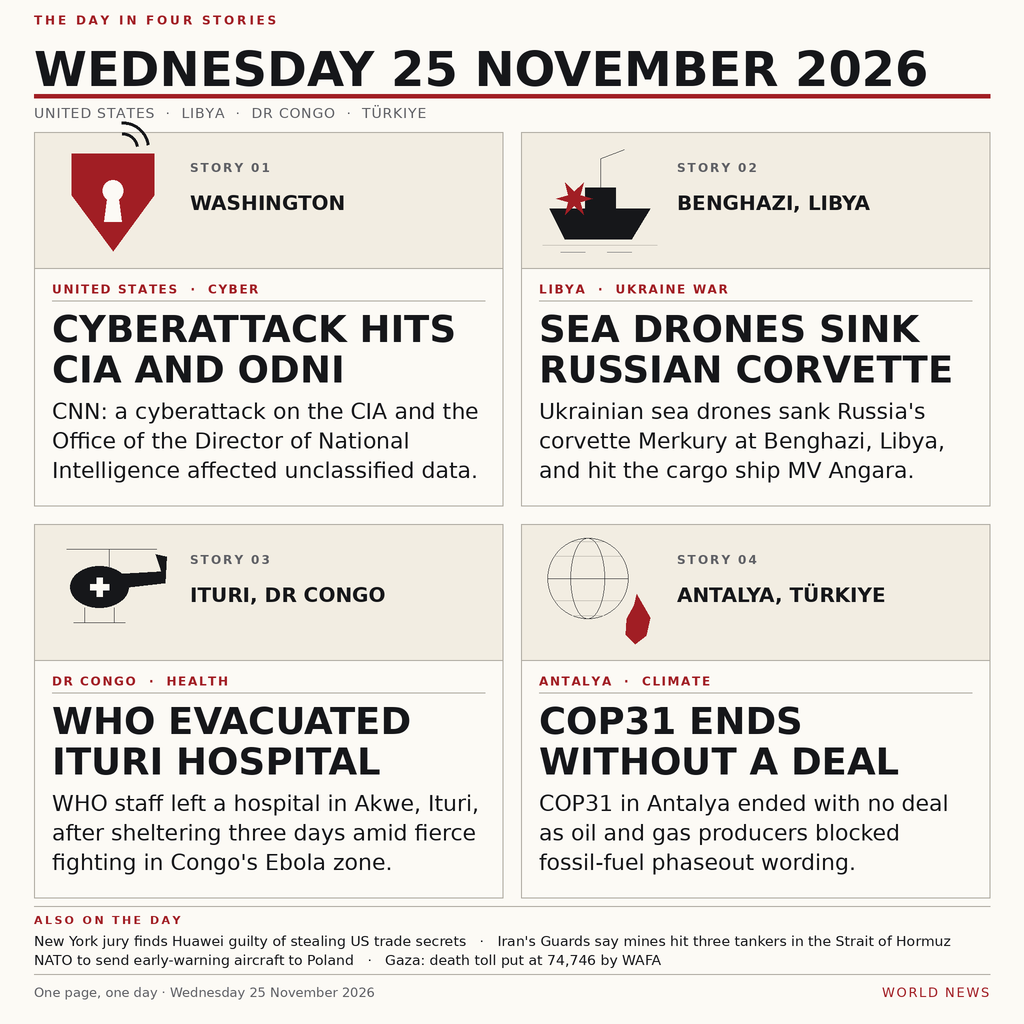 THE DAY IN FOUR STORIES
WEDNESDAY 25 NOVEMBER 2026
UNITED STATES · LIBYA · DR CONGO · TÜRKIYE
STORY 01
WASHINGTON
UNITED STATES · CYBER
CYBERATTACK HITS
CIA AND ODNI
CNN: a cyberattack on the CIA and the
Office of the Director of National
Intelligence affected unclassified data.
STORY 02
BENGHAZI, LIBYA
LIBYA · UKRAINE WAR
SEA DRONES SINK
RUSSIAN CORVETTE
Ukrainian sea drones sank Russia's
corvette Merkury at Benghazi, Libya,
and hit the cargo ship MV Angara.
STORY 03
ITURI, DR CONGO
DR CONGO · HEALTH
WHO EVACUATED
ITURI HOSPITAL
WHO staff left a hospital in Akwe, Ituri,
after sheltering three days amid fierce
fighting in Congo's Ebola zone.
STORY 04
ANTALYA, TÜRKIYE
ANTALYA · CLIMATE
COP31 ENDS
WITHOUT A DEAL
COP31 in Antalya ended with no deal
as oil and gas producers blocked
fossil-fuel phaseout wording.
ALSO ON THE DAY
New York jury finds Huawei guilty of stealing US trade secrets · Iran's Guards say mines hit three tankers in the Strait of Hormuz
NATO to send early-warning aircraft to Poland · Gaza: death toll put at 74,746 by WAFA
One page, one day · Wednesday 25 November 2026
WORLD NEWS